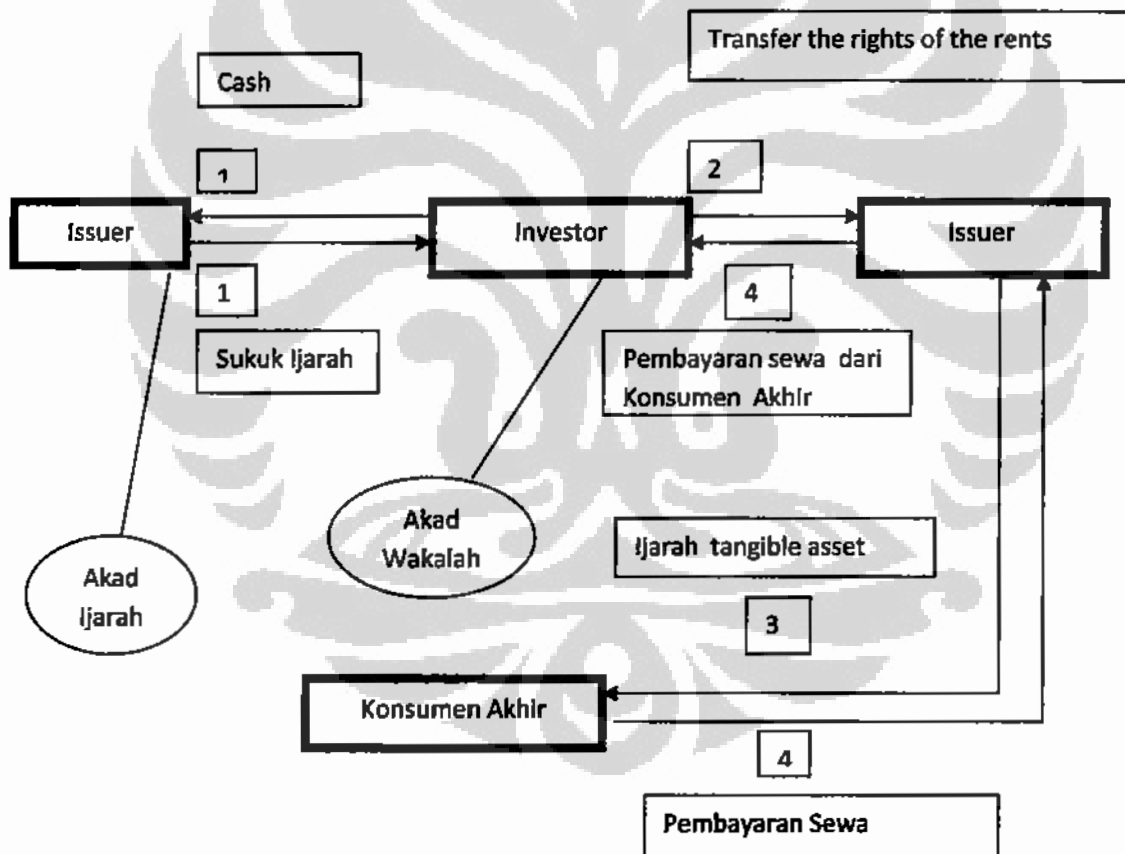 Transfer the rights of the rents
Cash
1
2
Issuer
Investor
Issuer
1
4
Sukuk Ijarah
Pembayaran sewa dari
Konsumen Akhir
Akad
Wakalah
Ijarah tangible asset
Akad
Ijarah
3
Konsumen Akhir
4
Pembayaran Sewa